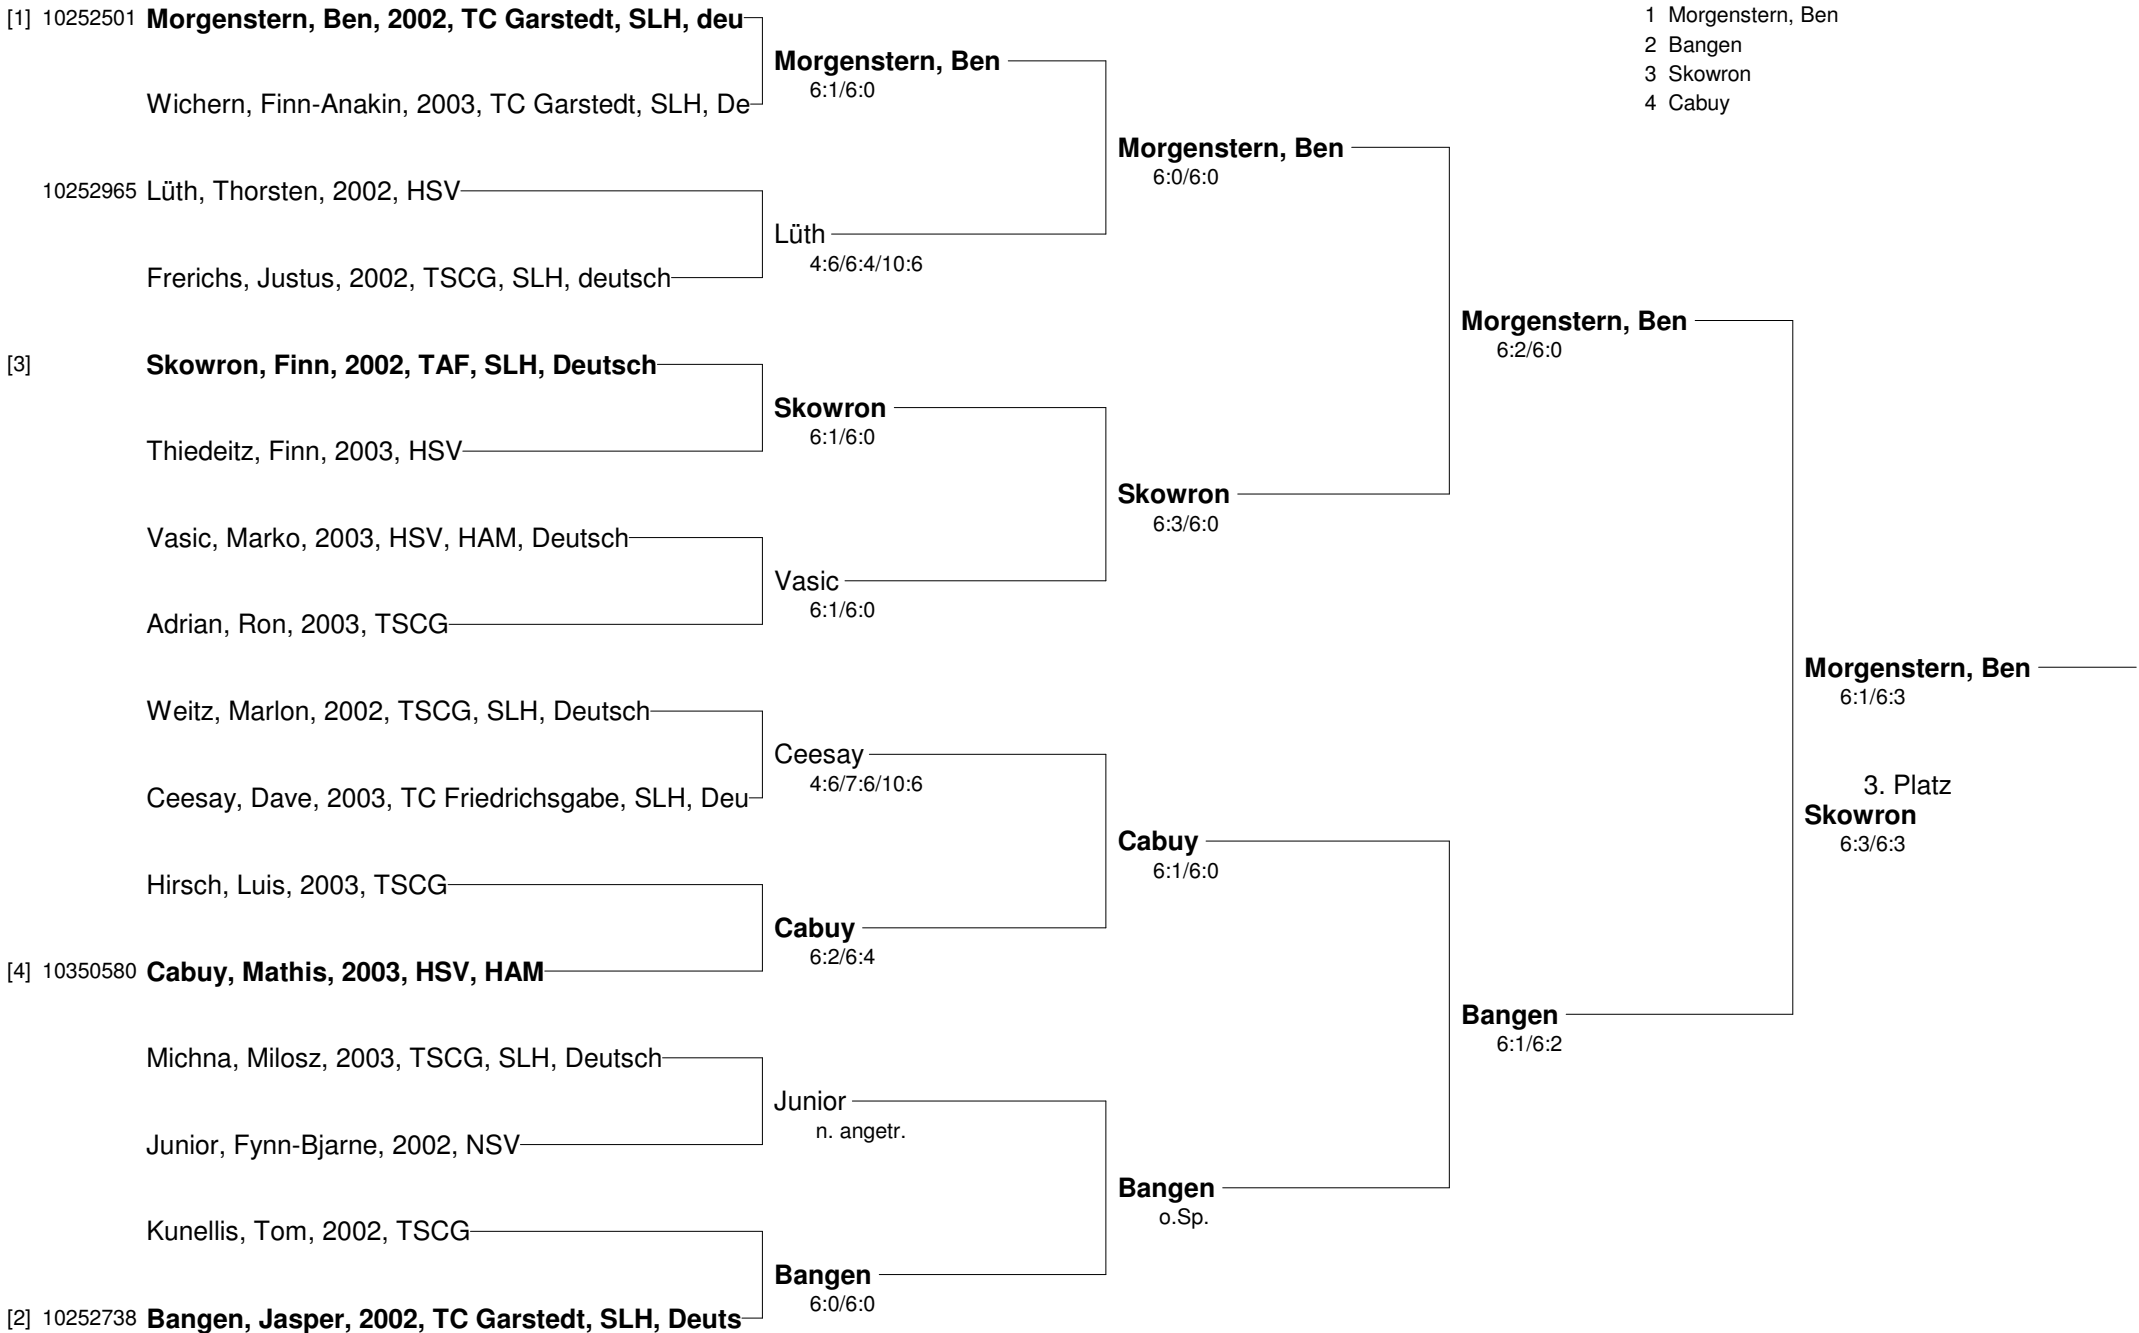 [1] 10252501 Morgenstern, Ben, 2002, TC Garstedt, SLH, deu
1 Morgenstern, Ben
2 Bangen
3 Skowron
4 Cabuy
Morgenstern, Ben
6:1/6:0
Wichern, Finn-Anakin, 2003, TC Garstedt, SLH, De
Morgenstern, Ben
6:0/6:0
10252965 Lüth, Thorsten, 2002, HSV
Lüth
4:6/6:4/10:6
Frerichs, Justus, 2002, TSCG, SLH, deutsch
Morgenstern, Ben
6:2/6:0
[3] Skowron, Finn, 2002, TAF, SLH, Deutsch
Skowron
6:1/6:0
Thiedeitz, Finn, 2003, HSV
Skowron
6:3/6:0
Vasic, Marko, 2003, HSV, HAM, Deutsch
Vasic
6:1/6:0
Adrian, Ron, 2003, TSCG
Morgenstern, Ben
6:1/6:3
Weitz, Marlon, 2002, TSCG, SLH, Deutsch
Ceesay
4:6/7:6/10:6
3. Platz
Skowron
6:3/6:3
Ceesay, Dave, 2003, TC Friedrichsgabe, SLH, Deu
Cabuy
6:1/6:0
Hirsch, Luis, 2003, TSCG
Cabuy
6:2/6:4
[4] 10350580 Cabuy, Mathis, 2003, HSV, HAM
Bangen
6:1/6:2
Michna, Milosz, 2003, TSCG, SLH, Deutsch
Junior
n. angetr.
Junior, Fynn-Bjarne, 2002, NSV
Bangen
o.Sp.
Kunellis, Tom, 2002, TSCG
Bangen
6:0/6:0
[2] 10252738 Bangen, Jasper, 2002, TC Garstedt, SLH, Deuts